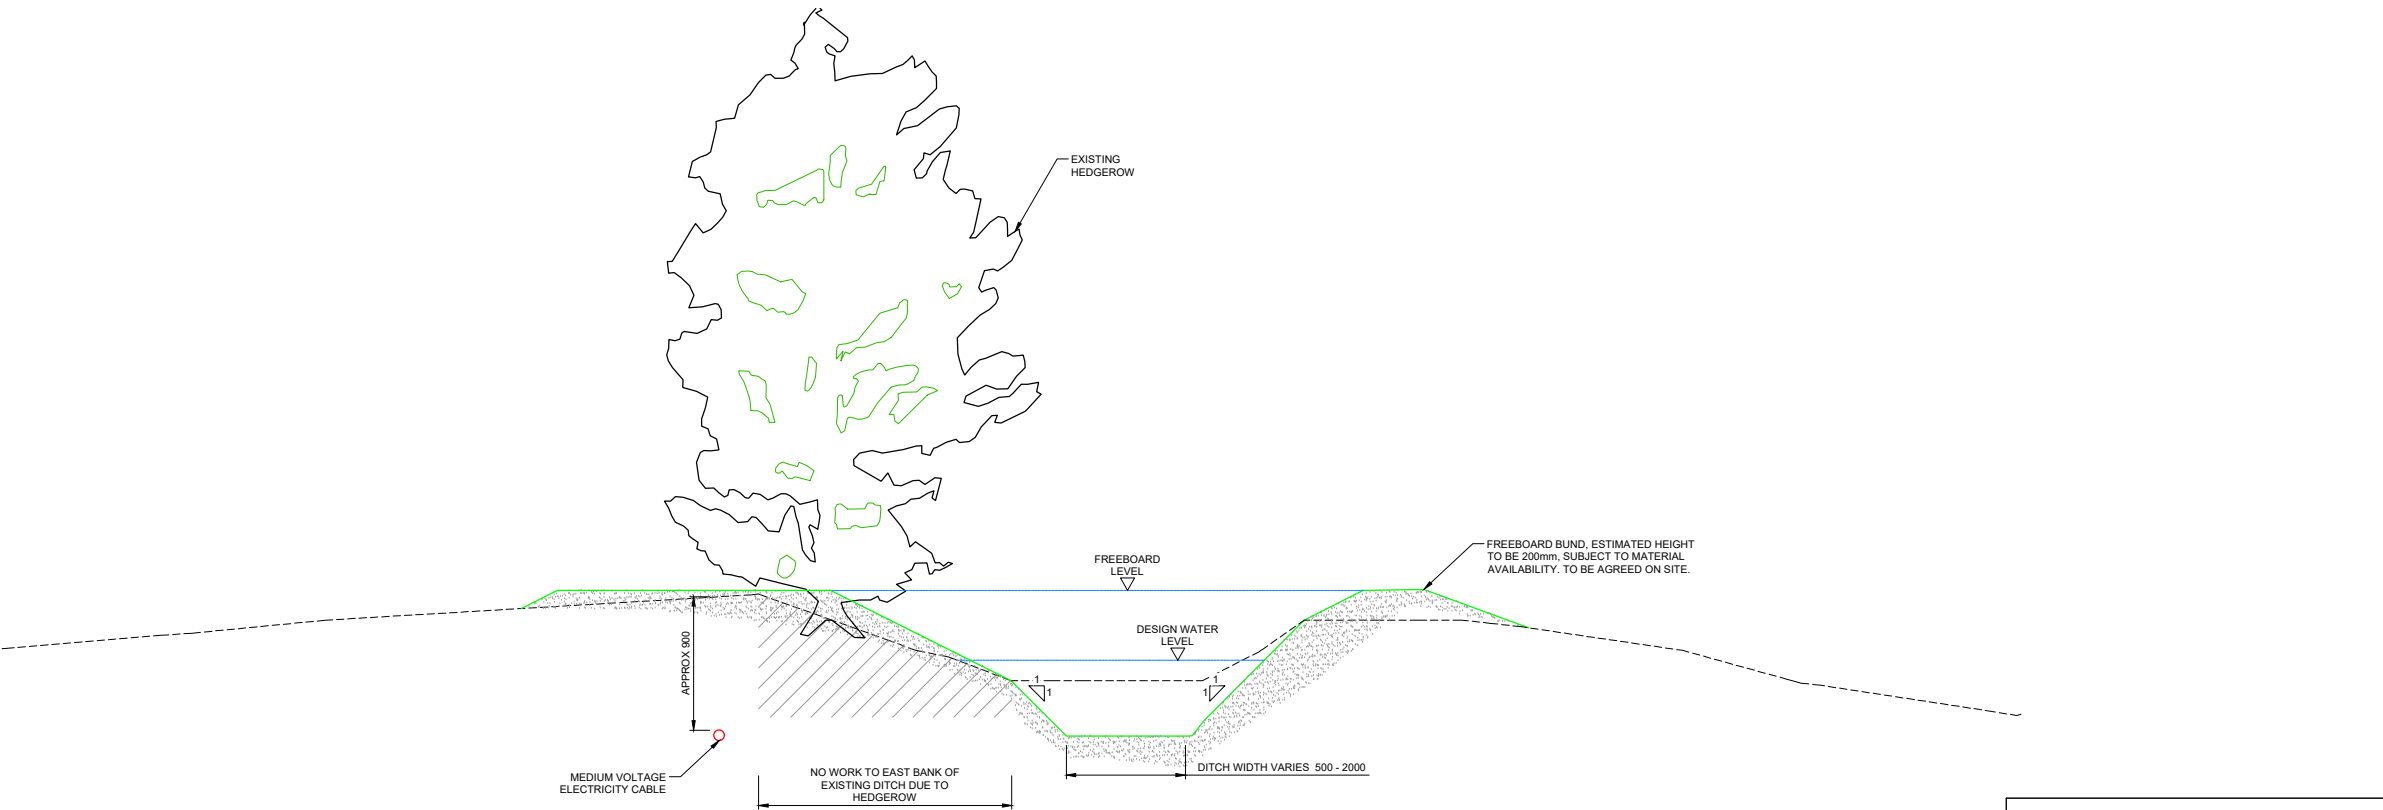 EXISTING
HEDGEROW
FREEBOARD BUND, ESTIMATED HEIGHT
TO BE 200mm, SUBJECT TO MATERIAL
AVAILABILITY. TO BE AGREED ON SITE.
FREEBOARD
LEVEL
DESIGN WATER
LEVEL
APPROX 900
1
1
1
1
MEDIUM VOLTAGE
ELECTRICITY CABLE
NO WORK TO EAST BANK OF
EXISTING DITCH DUE TO
HEDGEROW
DITCH WIDTH VARIES 500 - 2000